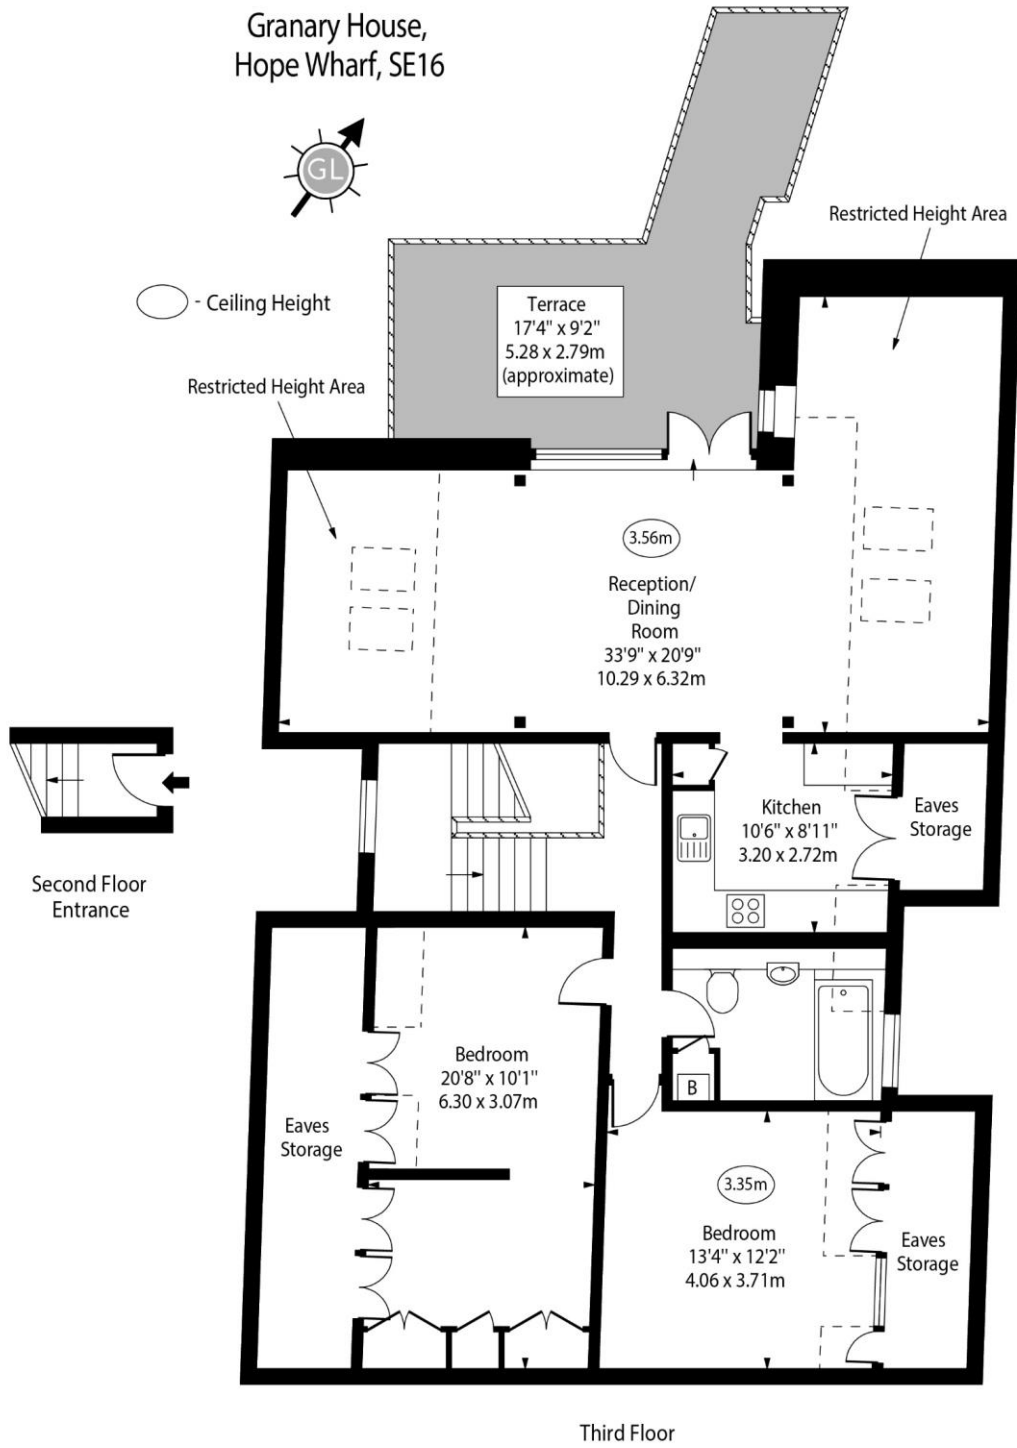 Granary House,
Hope Wharf, SE16
GL
- Ceiling Height
Restricted Height Area
Terrace
17'4" x 9'2"
5.28 x 2.79m
(approximate)
Restricted Height Area
3.56m
Reception/
Dining
Room
33'9" x 20'9"
10.29 x 6.32m
Kitchen
10'6" x 8'11"
3.20 x 2.72m
Eaves
Storage
Second Floor
Entrance
Bedroom
20'8" x 10'1"
6.30 x 3.07m
B
Eaves
Storage
3.35m
Bedroom
13'4" x 12'2"
4.06 x 3.71m
Eaves
Storage
Third Floor